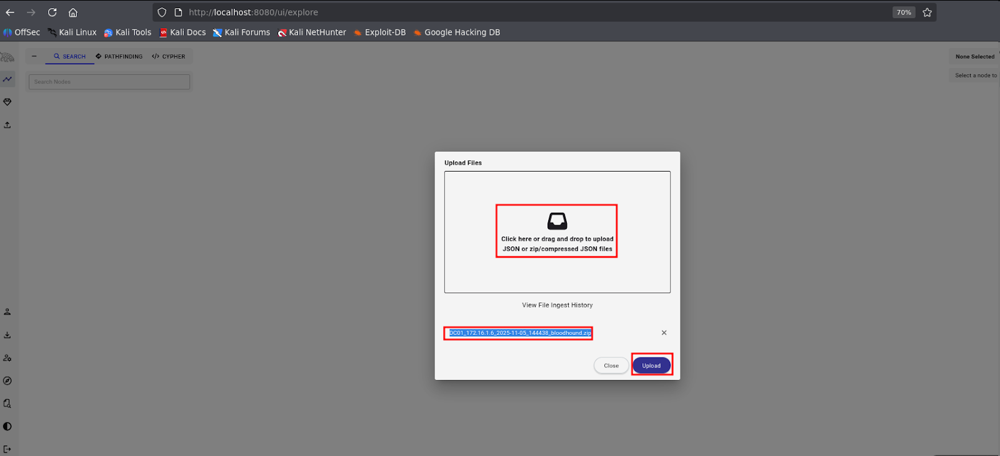 http://localhost:8080/ui/explore
70%
OffSec Kali Linux Kali Tools Kali Docs Kali Forums Kali NetHunter Exploit-DB Google Hacking DB
SEARCH PATHFINDING </> CYPHER
None Selected
Search Nodes
Select a node to
Upload Files
Click here or drag and drop to upload
JSON or zip/compressed JSON files
View File Ingest History
DC01_172.16.1.6_2025-11-05_144438_bloodhound.zip
Close Upload